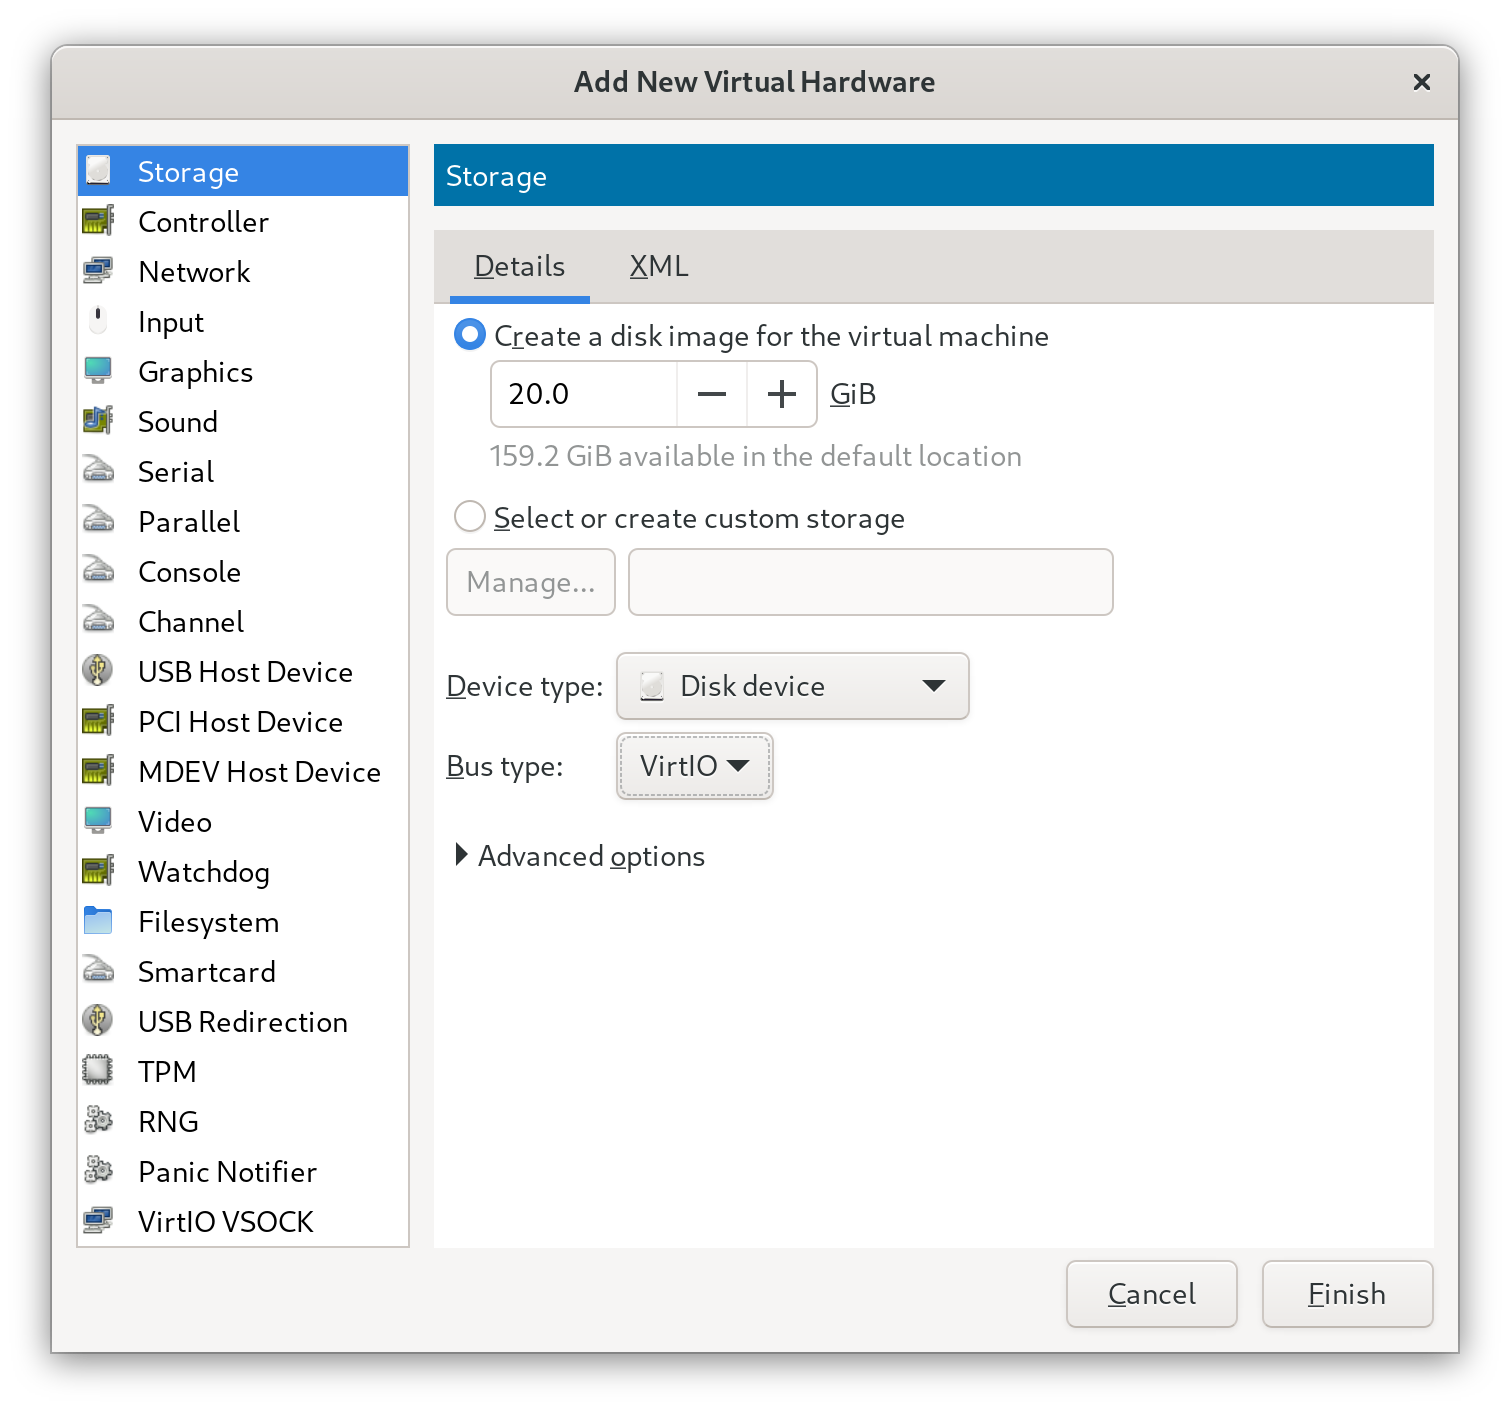 Add New Virtual Hardware
Storage
Controller
Network
Input
Graphics
Sound
Serial
Parallel
Console
Channel
USB Host Device
PCI Host Device
MDEV Host Device
Video
Watchdog
Filesystem
Smartcard
USB Redirection
TPM
RNG
Panic Notifier
VirtIO VSOCK
Storage
Details XML
Create a disk image for the virtual machine
20.0 GiB
159.2 GiB available in the default location
Select or create custom storage
Manage...
Device type: Disk device
Bus type: VirtIO
Advanced options
Cancel Finish